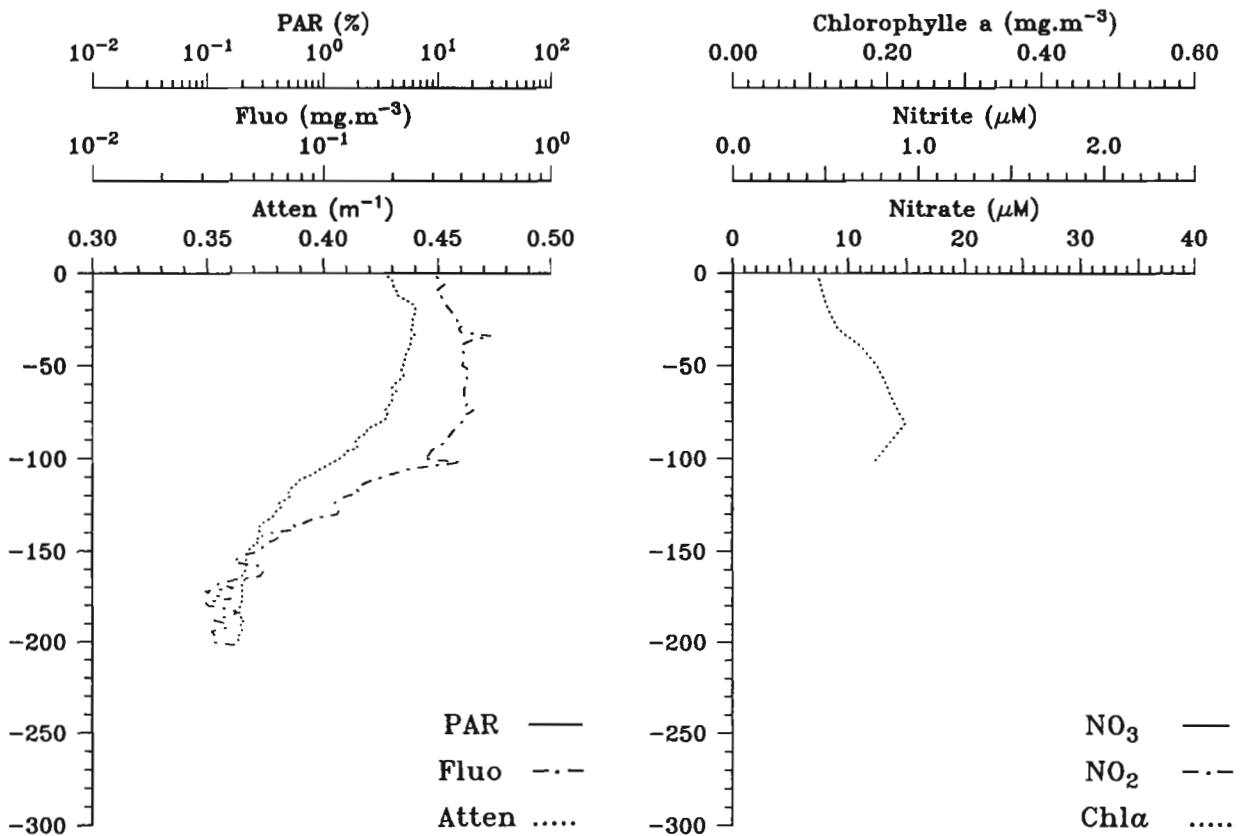 PAR (%)
10⁻² 10⁻¹ 10⁰ 10¹ 10²
Fluo (mg.m⁻³)
10⁻² 10⁻¹ 10⁰
Atten (m⁻¹)
0.30 0.35 0.40 0.45 0.50
0
-50
-100
-150
-200
-250
-300
PAR
Fluo
Atten
Chlorophylle a (mg.m⁻³)
0.00 0.20 0.40 0.60
Nitrite (μM)
0.0 1.0 2.0
Nitrate (μM)
0 10 20 30 40
0
-50
-100
-150
-200
-250
-300
NO₃
NO₂
Chla